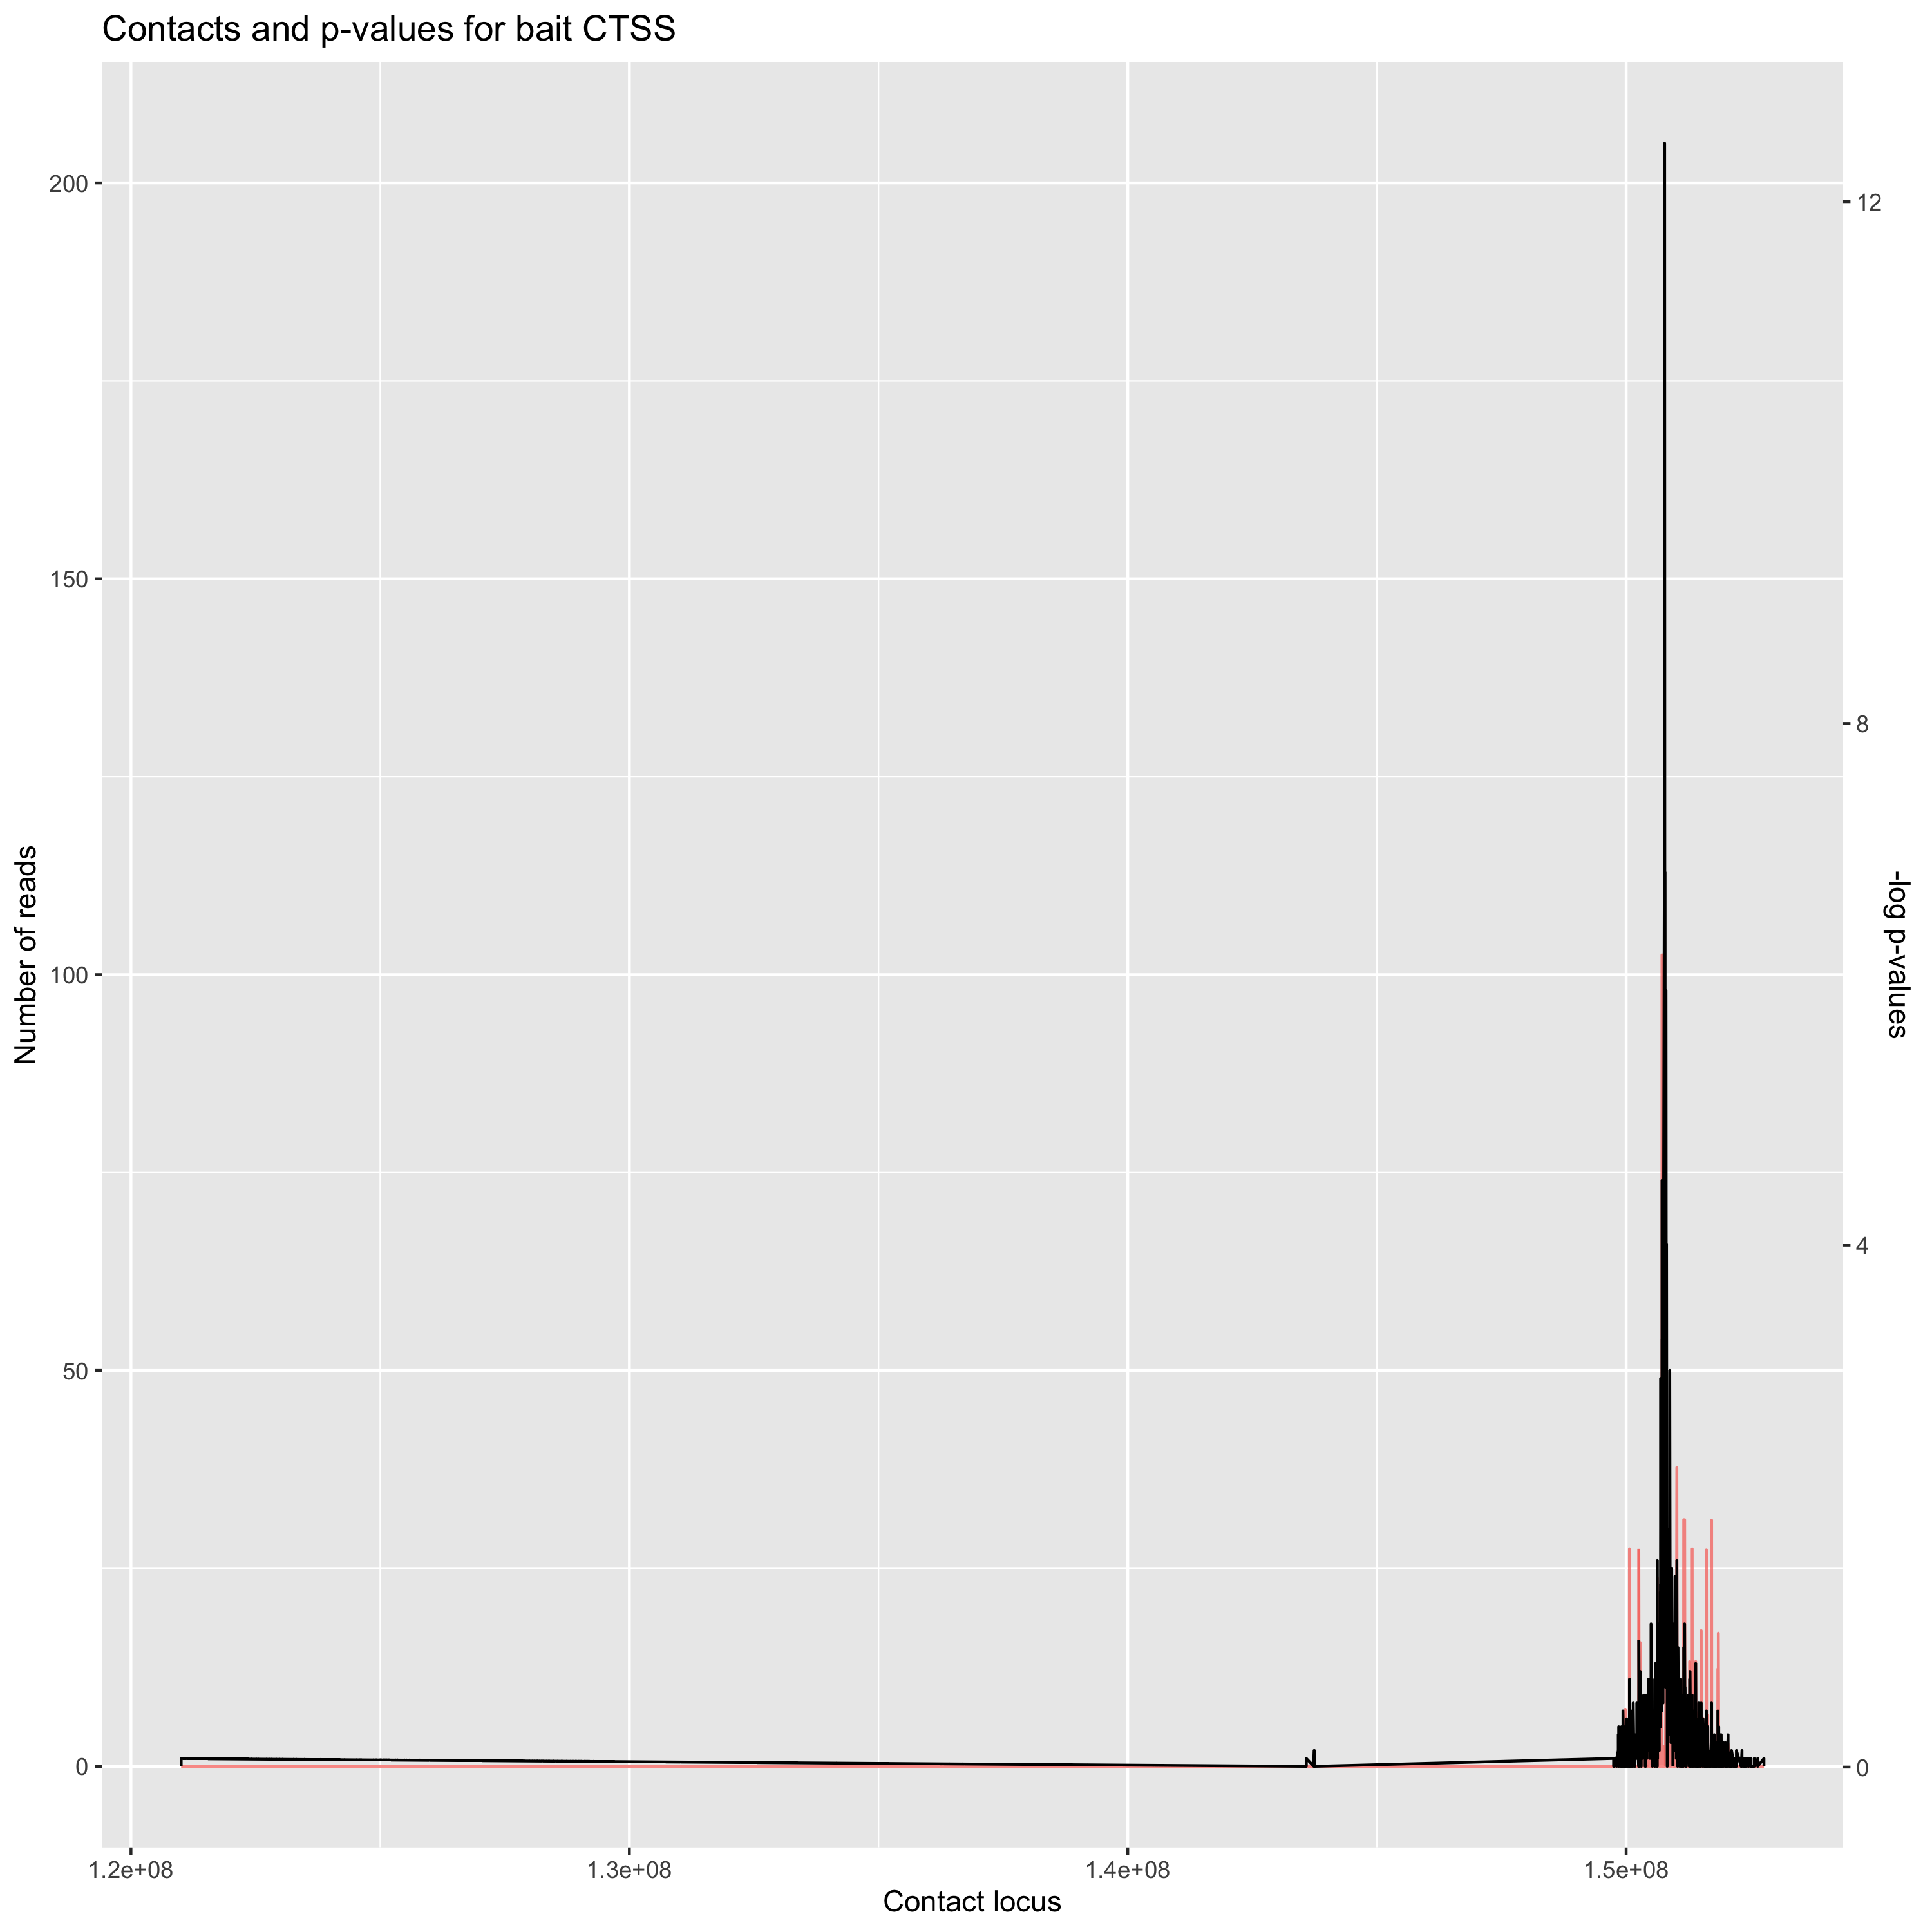 Contacts and p-values for bait CTSS
200
150
100
50
0
Number of reads
12
8
4
0
-log p-values
1.2e+08
1.3e+08
1.4e+08
1.5e+08
Contact locus